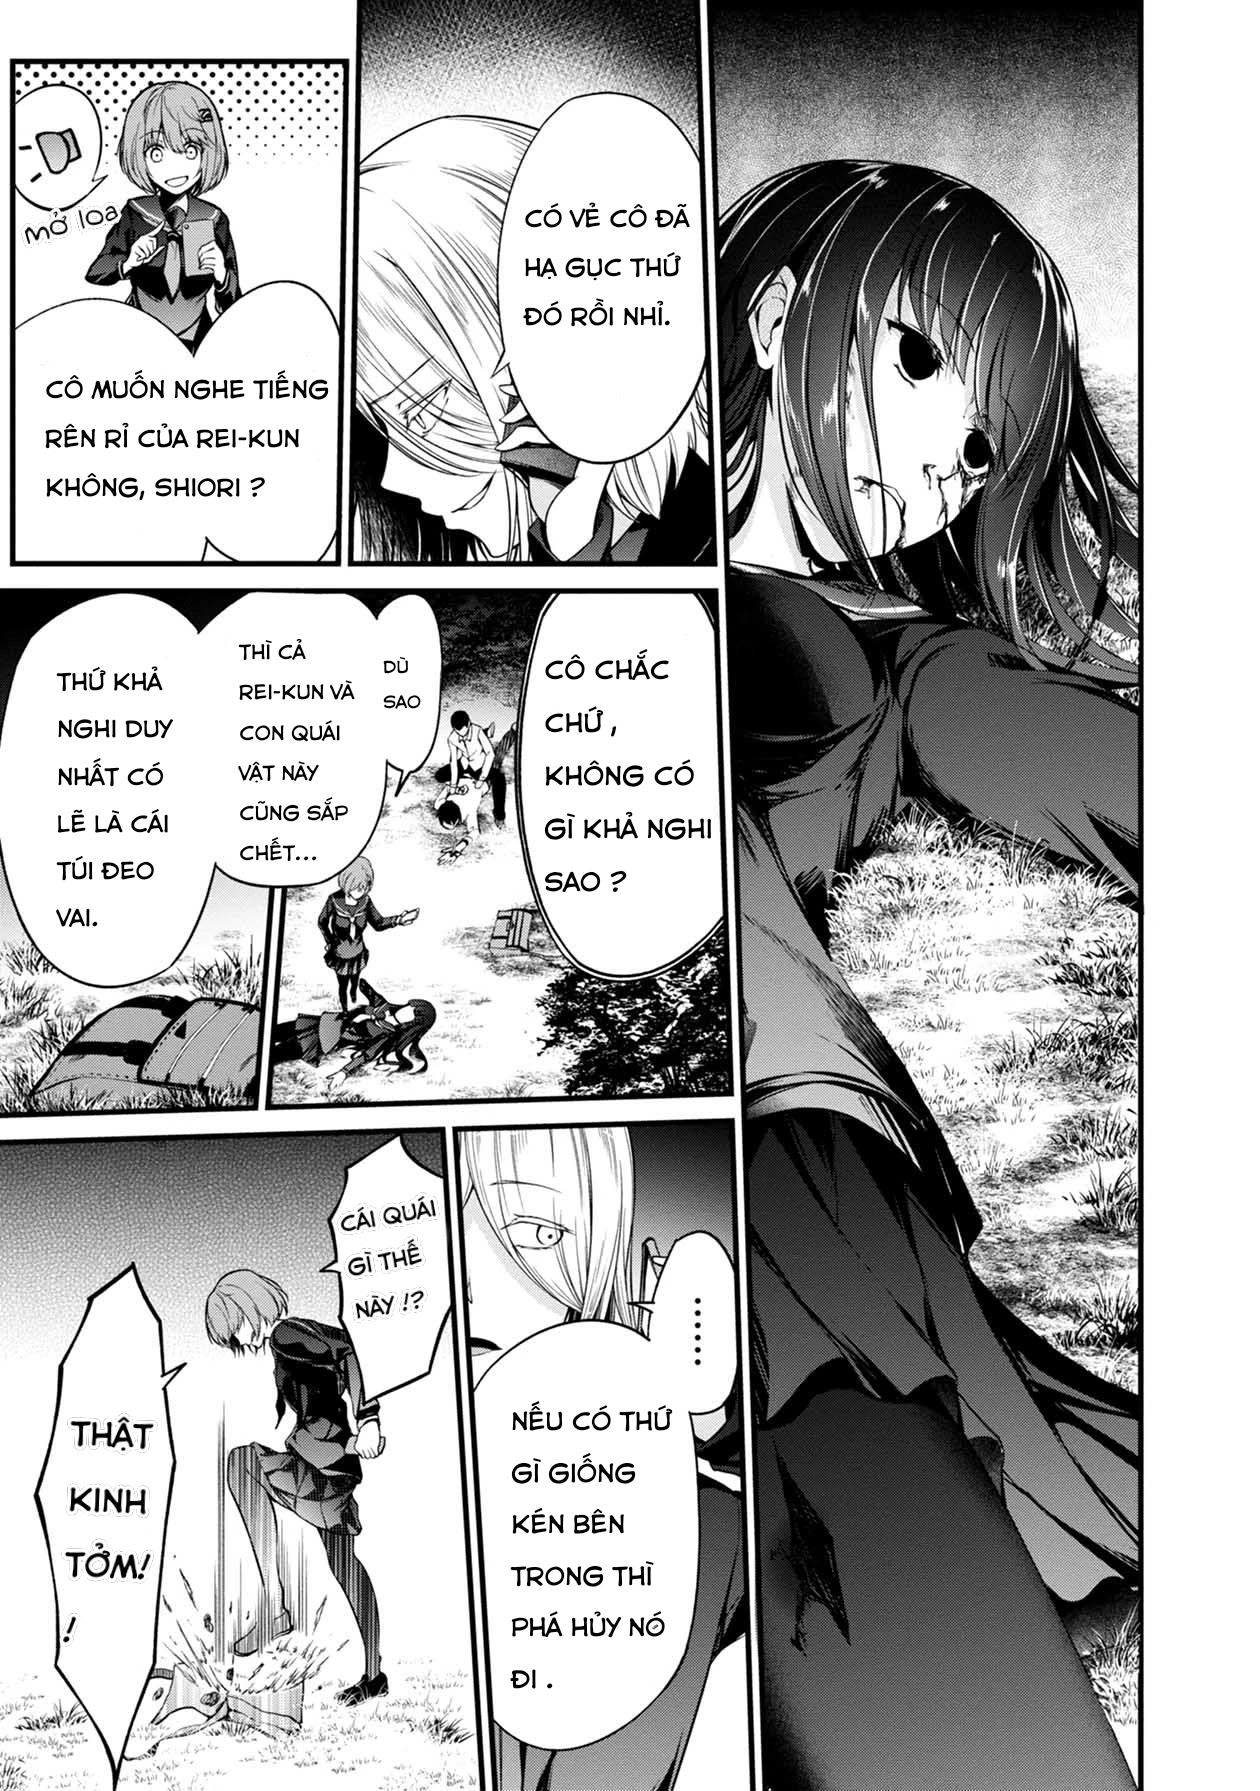 CÓ VẺ CÔ ĐÃ
HẠ GỤC THỨ
ĐÓ RỒI NHỈ.
mở loa
CÔ MUỐN NGHE TIẾNG
RÊN RỈ CỦA REI-KUN
KHÔNG, SHIORI ?
CÔ CHẮC
CHỨ ,
KHÔNG CÓ
GÌ KHẢ NGHI
SAO ?
DÙ
SAO
THÌ CẢ
REI-KUN VÀ
CON QUÁI
VẬT NÀY
CŨNG SẮP
CHẾT...
THỨ KHẢ
NGHI DUY
NHẤT CÓ
LẼ LÀ CÁI
TÚI ĐEO
VAI.
......
NẾU CÓ THỨ
GÌ GIỐNG
KÉN BÊN
TRONG THÌ
PHÁ HỦY NÓ
ĐI .
CÁI QUÁI
GÌ THẾ
NÀY !?
THẬT
KINH
TỞM!
!